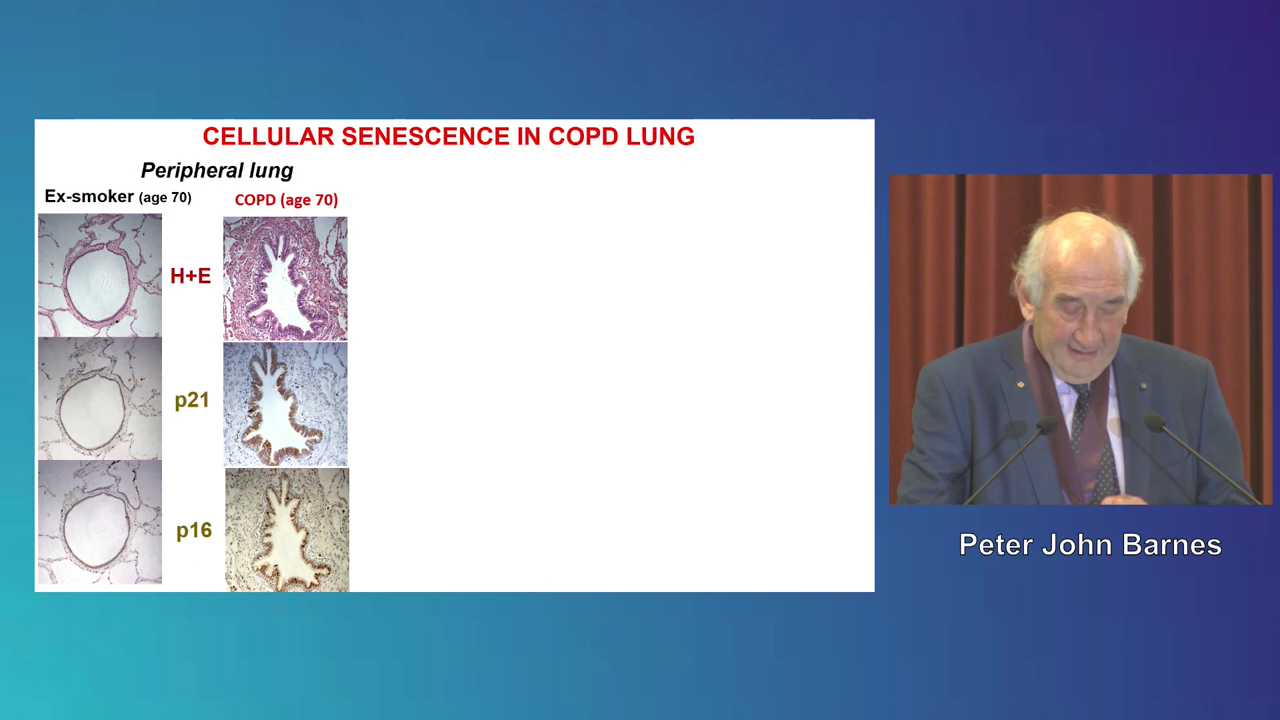 CELLULAR SENESCENCE IN COPD LUNG
Peripheral lung
Ex-smoker (age 70)
COPD (age 70)
H+E
p21
p16
Peter John Barnes